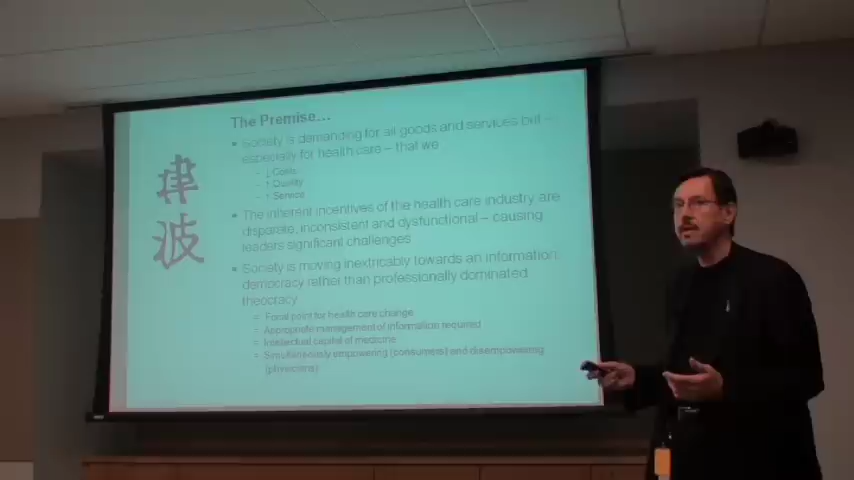 The Premise...
津
波
▪ Society is demanding for all goods and services but –
especially for health care – that we
- ↓ Costs
- ↑ Quality
- ↑ Service
▪ The inherent incentives of the health care industry are
disparate, inconsistent and dysfunctional – causing
leaders significant challenges
▪ Society is moving inextricably towards an information
democracy rather than professionally dominated
theocracy
- Focal point for health care change
- Appropriate management of information required
- Intellectual capital of medicine
- Simultaneously empowering (consumers) and disempowering
(physicians)